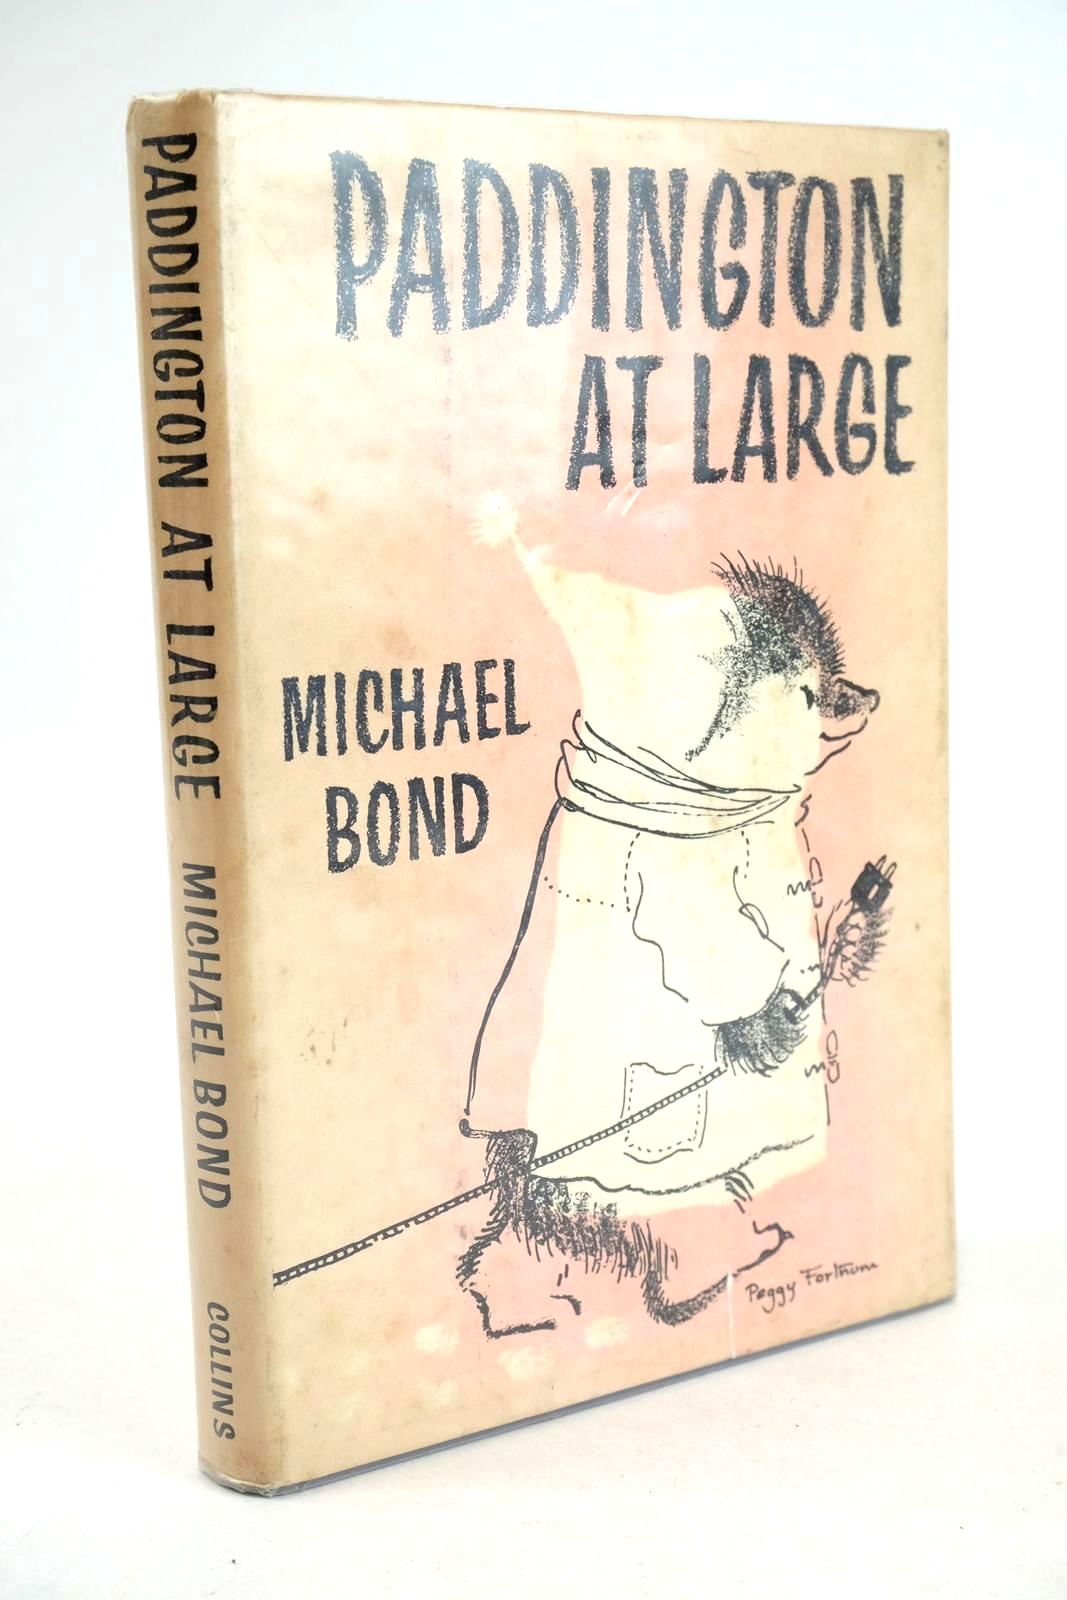 PADDINGTON AT LARGE MICHAEL BOND COLLINS
PADDINGTON
AT LARGE
MICHAEL
BOND
Peggy Fortnum